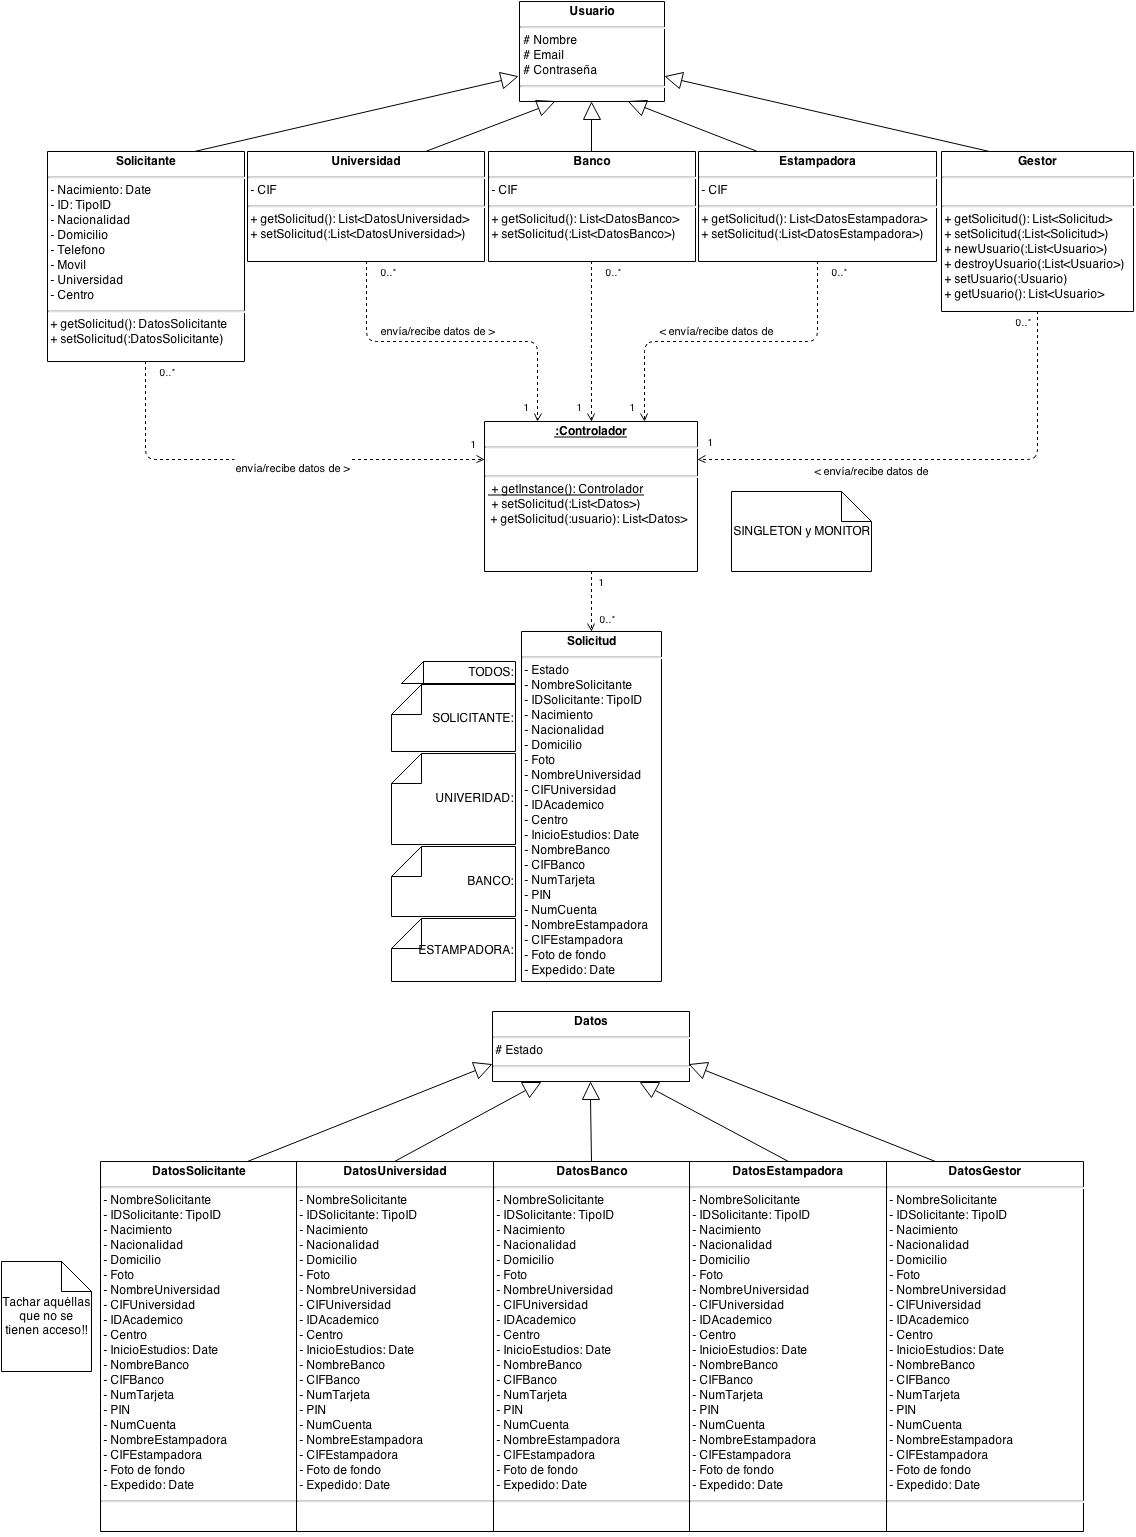 Usuario
# Nombre
# Email
# Contraseña
Solicitante
- Nacimiento: Date
- ID: TipoID
- Nacionalidad
- Domicilio
- Telefono
- Movil
- Universidad
- Centro
+ getSolicitud(): DatosSolicitante
+ setSolicitud(:DatosSolicitante)
Universidad
- CIF
+ getSolicitud(): List<DatosUniversidad>
+ setSolicitud(:List<DatosUniversidad>)
Banco
- CIF
+ getSolicitud(): List<DatosBanco>
+ setSolicitud(:List<DatosBanco>)
Estampadora
- CIF
+ getSolicitud(): List<DatosEstampadora>
+ setSolicitud(:List<DatosEstampadora>)
Gestor
+ getSolicitud(): List<Solicitud>
+ setSolicitud(:List<Solicitud>)
+ newUsuario(:List<Usuario>)
+ destroyUsuario(:List<Usuario>)
+ setUsuario(:Usuario)
+ getUsuario(): List<Usuario>
0..*
0..*
0..*
0..*
0..*
envía/recibe datos de >
< envía/recibe datos de
1
1
1
1
1
envía/recibe datos de >
< envía/recibe datos de
:Controlador
+ getInstance(): Controlador
+ setSolicitud(:List<Datos>)
+ getSolicitud(:usuario): List<Datos>
SINGLETON y MONITOR
1
0..*
Solicitud
- Estado
- NombreSolicitante
- IDSolicitante: TipoID
- Nacimiento
- Nacionalidad
- Domicilio
- Foto
- NombreUniversidad
- CIFUniversidad
- IDAcademico
- Centro
- InicioEstudios: Date
- NombreBanco
- CIFBanco
- NumTarjeta
- PIN
- NumCuenta
- NombreEstampadora
- CIFEstampadora
- Foto de fondo
- Expedido: Date
TODOS:
SOLICITANTE:
UNIVERIDAD:
BANCO:
ESTAMPADORA:
Datos
# Estado
Tachar aquéllas
que no se
tienen acceso!!
DatosSolicitante
- NombreSolicitante
- IDSolicitante: TipoID
- Nacimiento
- Nacionalidad
- Domicilio
- Foto
- NombreUniversidad
- CIFUniversidad
- IDAcademico
- Centro
- InicioEstudios: Date
- NombreBanco
- CIFBanco
- NumTarjeta
- PIN
- NumCuenta
- NombreEstampadora
- CIFEstampadora
- Foto de fondo
- Expedido: Date
DatosUniversidad
- NombreSolicitante
- IDSolicitante: TipoID
- Nacimiento
- Nacionalidad
- Domicilio
- Foto
- NombreUniversidad
- CIFUniversidad
- IDAcademico
- Centro
- InicioEstudios: Date
- NombreBanco
- CIFBanco
- NumTarjeta
- PIN
- NumCuenta
- NombreEstampadora
- CIFEstampadora
- Foto de fondo
- Expedido: Date
DatosBanco
- NombreSolicitante
- IDSolicitante: TipoID
- Nacimiento
- Nacionalidad
- Domicilio
- Foto
- NombreUniversidad
- CIFUniversidad
- IDAcademico
- Centro
- InicioEstudios: Date
- NombreBanco
- CIFBanco
- NumTarjeta
- PIN
- NumCuenta
- NombreEstampadora
- CIFEstampadora
- Foto de fondo
- Expedido: Date
DatosEstampadora
- NombreSolicitante
- IDSolicitante: TipoID
- Nacimiento
- Nacionalidad
- Domicilio
- Foto
- NombreUniversidad
- CIFUniversidad
- IDAcademico
- Centro
- InicioEstudios: Date
- NombreBanco
- CIFBanco
- NumTarjeta
- PIN
- NumCuenta
- NombreEstampadora
- CIFEstampadora
- Foto de fondo
- Expedido: Date
DatosGestor
- NombreSolicitante
- IDSolicitante: TipoID
- Nacimiento
- Nacionalidad
- Domicilio
- Foto
- NombreUniversidad
- CIFUniversidad
- IDAcademico
- Centro
- InicioEstudios: Date
- NombreBanco
- CIFBanco
- NumTarjeta
- PIN
- NumCuenta
- NombreEstampadora
- CIFEstampadora
- Foto de fondo
- Expedido: Date